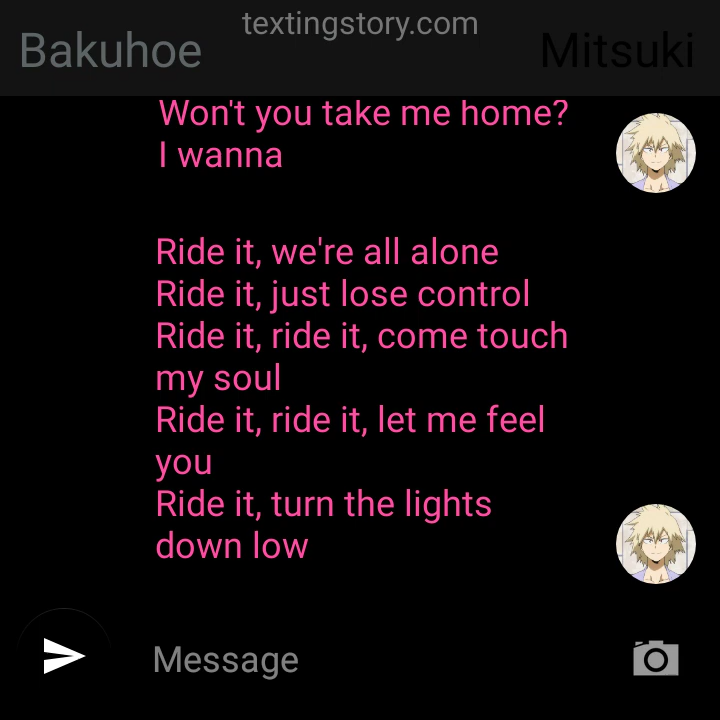 textingstory.com
Bakuhoe
Mitsuki
Won't you take me home?
I wanna
Ride it, we're all alone
Ride it, just lose control
Ride it, ride it, come touch
my soul
Ride it, ride it, let me feel
you
Ride it, turn the lights
down low
Message